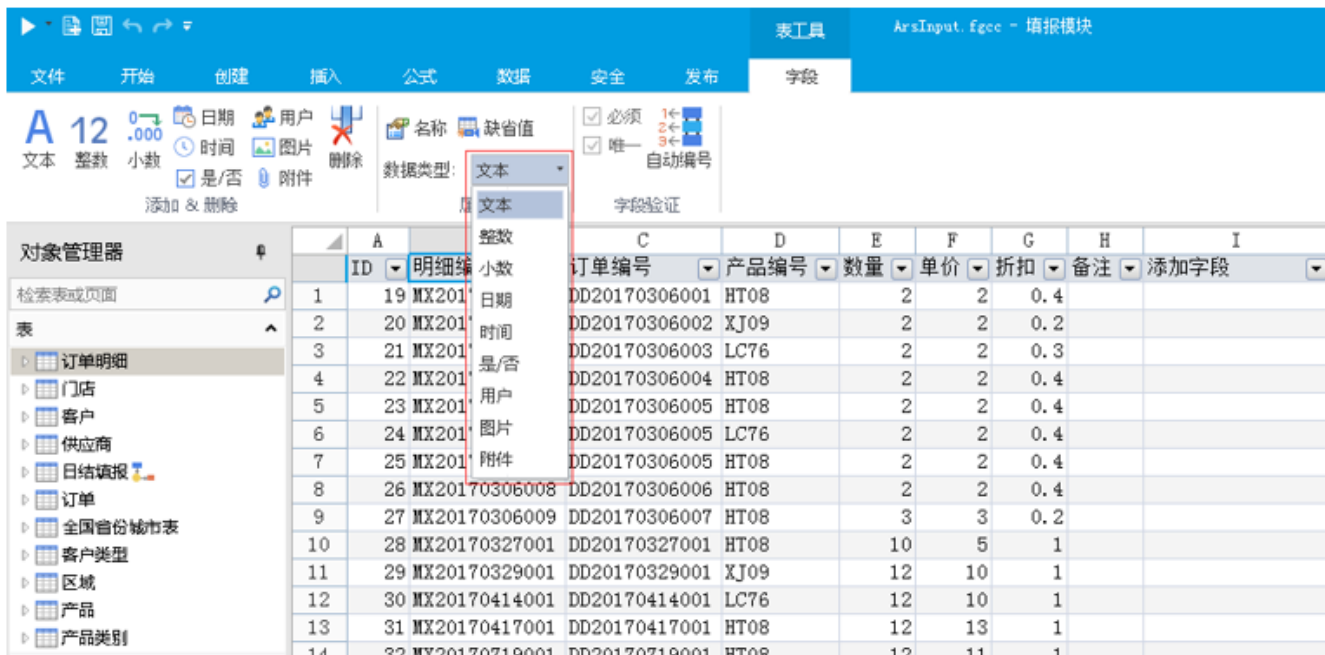 表工具 ArsInput.fgcc - 填报模块
文件 开始 创建 插入 公式 数据 安全 发布 字段
A 12 0 .000 日期 用户 名称 缺省值 必须 1 2 3
文本 整数 小数 时间 图片 删除 数据类型: 文本 唯一 自动编号
是/否 附件
添加 & 删除 字段验证
文本
整数
小数
日期
时间
是/否
用户
图片
附件
对象管理器
检索表或页面
表
订单明细
门店
客户
供应商
日结填报
订单
全国省份城市表
客户类型
区域
产品
产品类别
A C D E F G H I
ID 明细编 订单编号 产品编号 数量 单价 折扣 备注 添加字段
1 19 MX201 DD20170306001 HT08 2 2 0.4
2 20 MX201 DD20170306002 XJ09 2 2 0.2
3 21 MX201 DD20170306003 LC76 2 2 0.3
4 22 MX201 DD20170306004 HT08 2 2 0.4
5 23 MX201 DD20170306005 HT08 2 2 0.4
6 24 MX201 DD20170306005 LC76 2 2 0.4
7 25 MX201 DD20170306005 HT08 2 2 0.4
8 26 MX20170306008 DD20170306006 HT08 2 2 0.4
9 27 MX20170306009 DD20170306007 HT08 3 3 0.2
10 28 MX20170327001 DD20170327001 HT08 10 5 1
11 29 MX20170329001 DD20170329001 XJ09 12 10 1
12 30 MX20170414001 DD20170414001 LC76 12 10 1
13 31 MX20170417001 DD20170417001 HT08 12 13 1
14 32 MX20170719001 DD20170719001 HT08 12 11 1